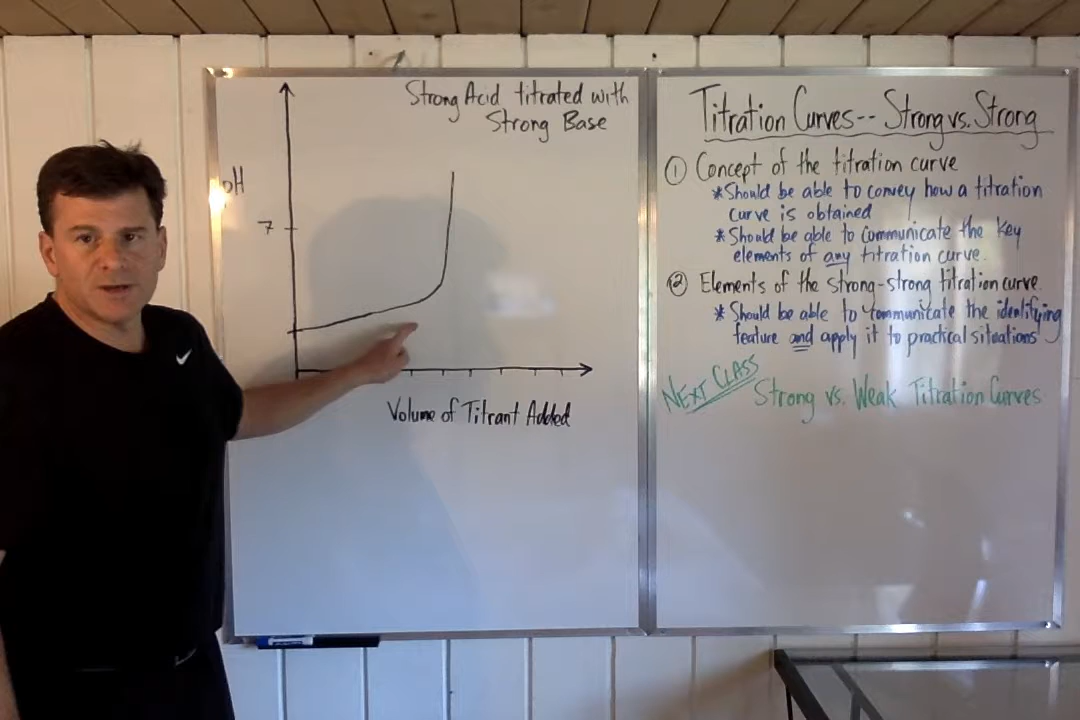 Strong Acid titrated with
Strong Base
pH
7
Volume of Titrant Added
Titration Curves-- Strong vs. Strong
① Concept of the titration curve
*Should be able to convey how a titration
curve is obtained
*Should be able to communicate the key
elements of any titration curve.
② Elements of the strong-strong titration curve.
*Should be able to communicate the identifying
feature and apply it to practical situations
NEXT CLASS Strong vs. Weak Titration Curves